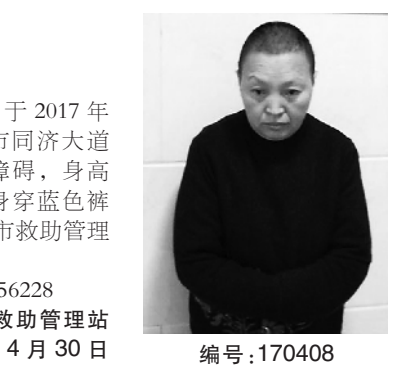 于 2017 年
市同济大道
障碍，身高
身穿蓝色裤
市救助管理
56228
救助管理站
4 月 30 日
编号:170408